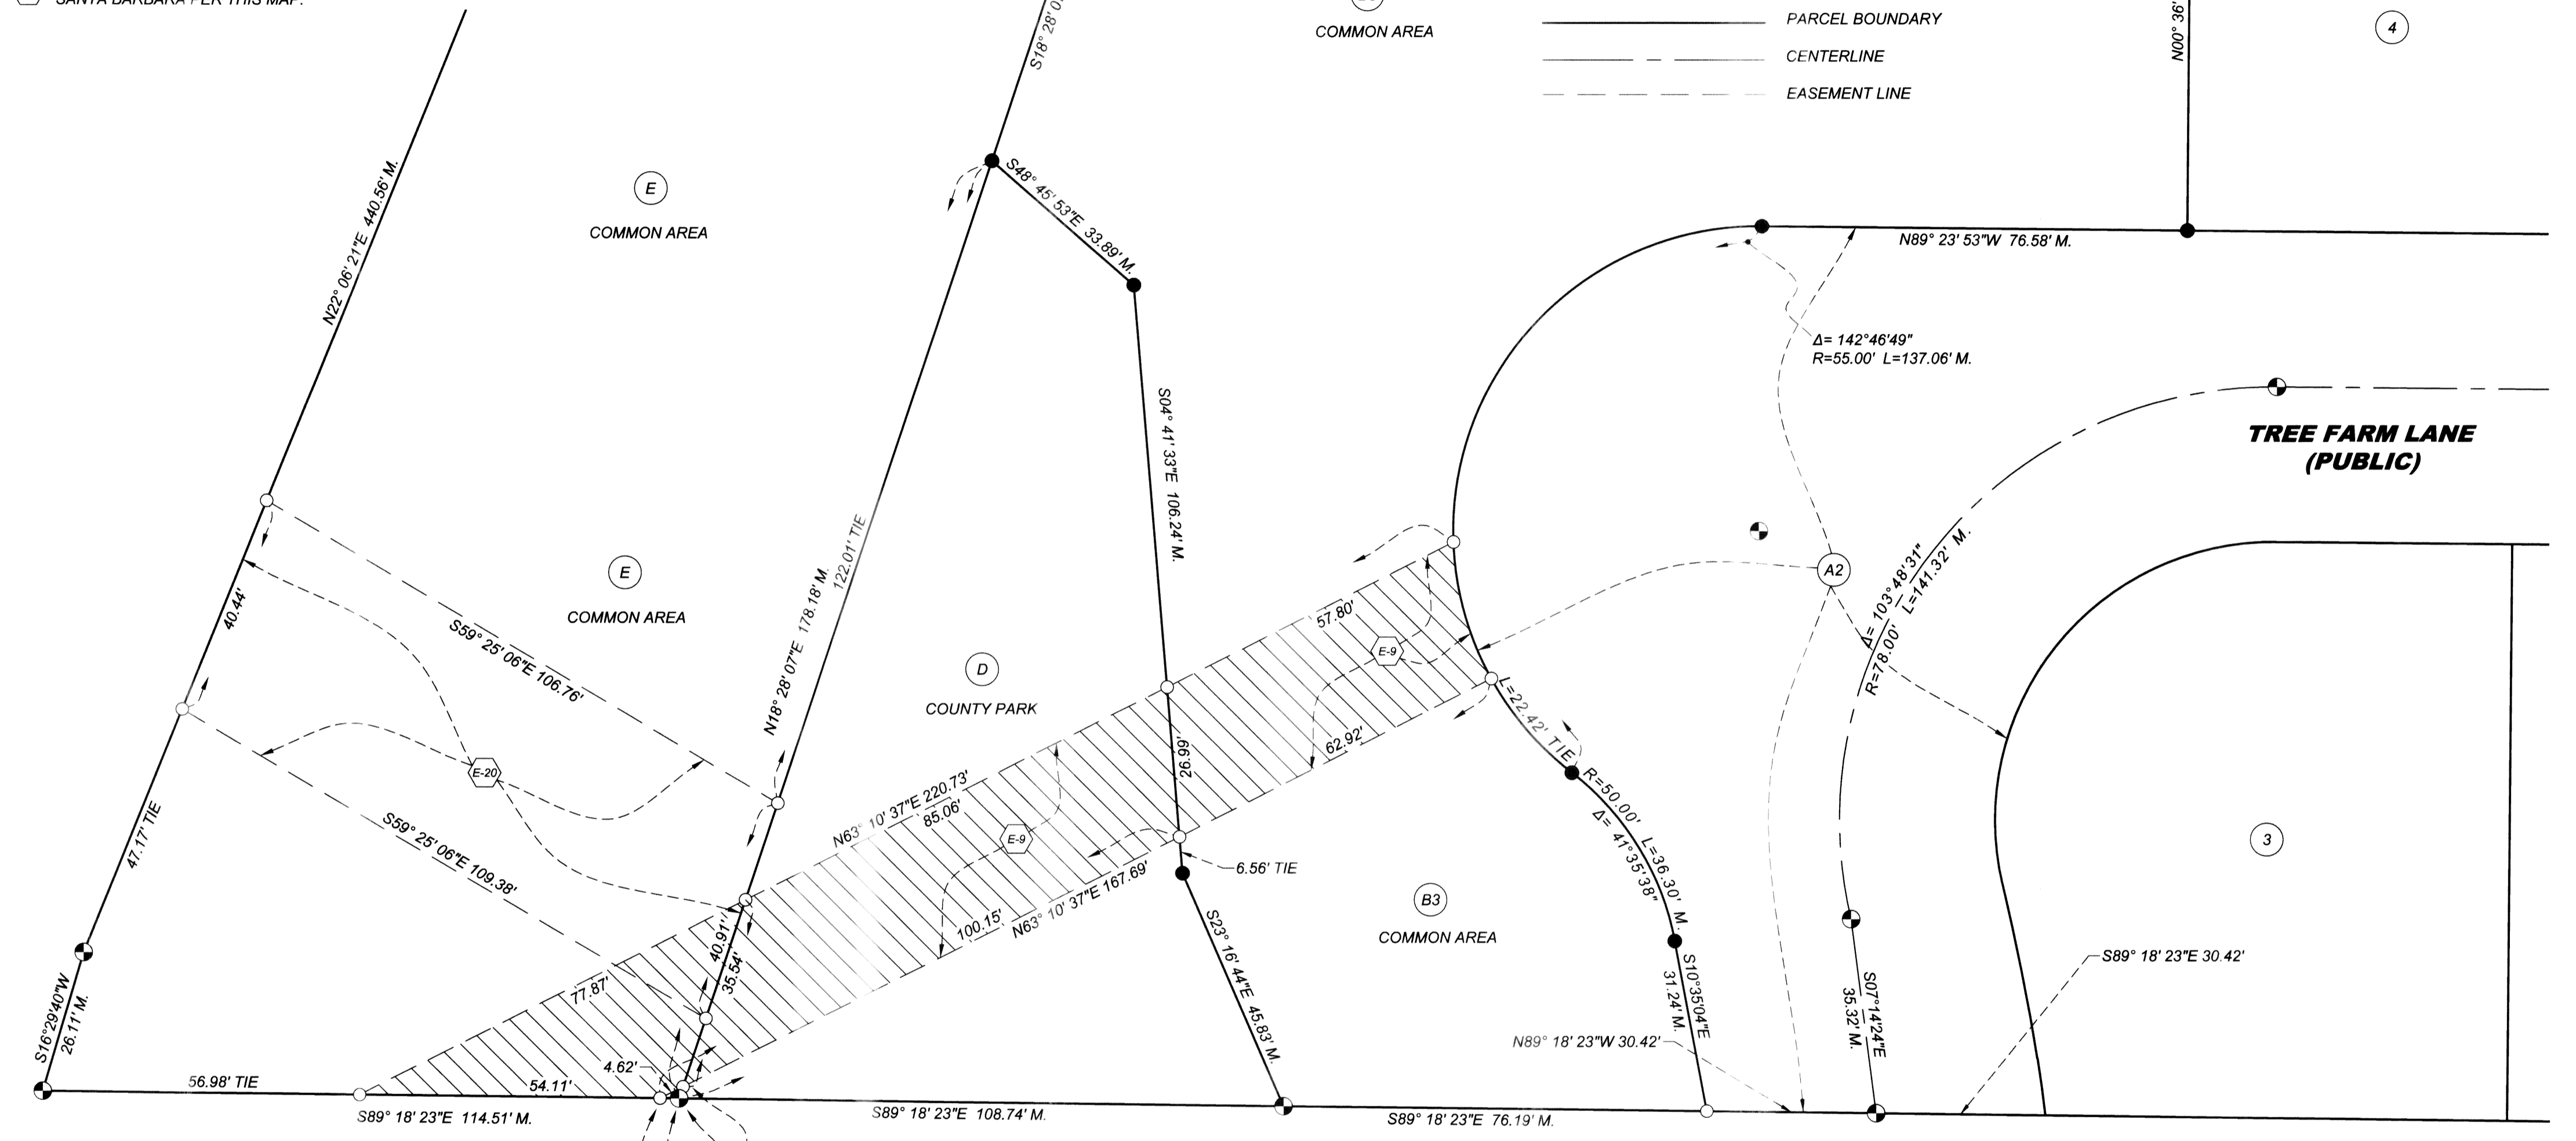 SANTA BARBARA PER THIS MAP.
COMMON AREA
PARCEL BOUNDARY
CENTERLINE
EASEMENT LINE
4
N00° 36'
S18° 28' 0
N22° 06' 21"E 440.56' M.
E
COMMON AREA
S48° 45' 53"E 33.89' M.
N89° 23' 53"W 76.58' M.
Δ= 142°46'49"
R=55.00' L=137.06' M.
TREE FARM LANE
(PUBLIC)
S04° 41' 33"E 106.24' M.
N18° 28' 07"E 178.18' M.
122.01' TIE
E
COMMON AREA
A2
Δ= 103°48'31"
R=78.00' L=141.32' M.
40.44'
S59° 25' 06"E 106.76'
D
COUNTY PARK
57.80'
E-9
62.92'
26.99'
L=22.42' TIE
R=50.00' L=36.30' M.
Δ= 41°35'38"
E-20
47.17' TIE
S59° 25' 06"E 109.38'
N63° 10' 37"E 220.73'
85.06'
E-9
100.15'
N63° 10' 37"E 167.69'
6.56' TIE
3
B3
COMMON AREA
40.91'
35.54'
77.87'
S23° 16' 44"E 45.83' M.
S10°35'04"E
31.24' M.
S07°14'24"E
35.32' M.
S89° 18' 23"E 30.42'
N89° 18' 23"W 30.42'
S16°29'40"W
26.11' M.
4.62'
56.98' TIE
54.11'
S89° 18' 23"E 114.51' M.
S89° 18' 23"E 108.74' M.
S89° 18' 23"E 76.19' M.